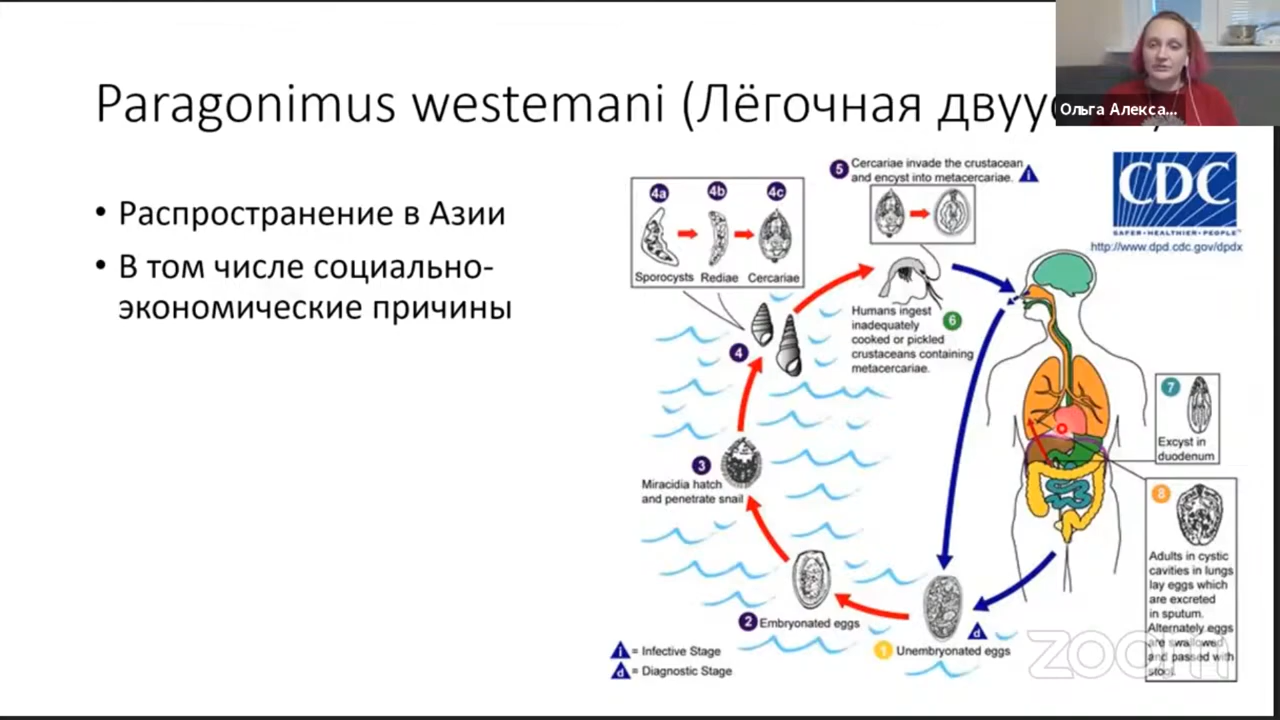 Paragonimus westemani (Лёгочная
Ольга Алекса...
• Распространение в Азии
• В том числе социально-
экономические причины
4a 4b 4c
Sporocysts Rediae Cercariae
5 Cercariae invade the crustacean
and encyst into metacercariae. i
CDC
SAFER • HEALTHIER • PEOPLE™
http://www.dpd.cdc.gov/dpdx
Humans ingest 6
inadequately
cooked or pickled
crustaceans containing
metacercariae.
4
3
Miracidia hatch
and penetrate snail
7
Excyst in
duodenum
8
Adults in cystic
cavities in lungs
lay eggs which
are excreted
in sputum.
Alternately eggs
are swallowed
and passed with
stool.
2 Embryonated eggs
d
1 Unembryonated eggs
i = Infective Stage
d = Diagnostic Stage
zoom